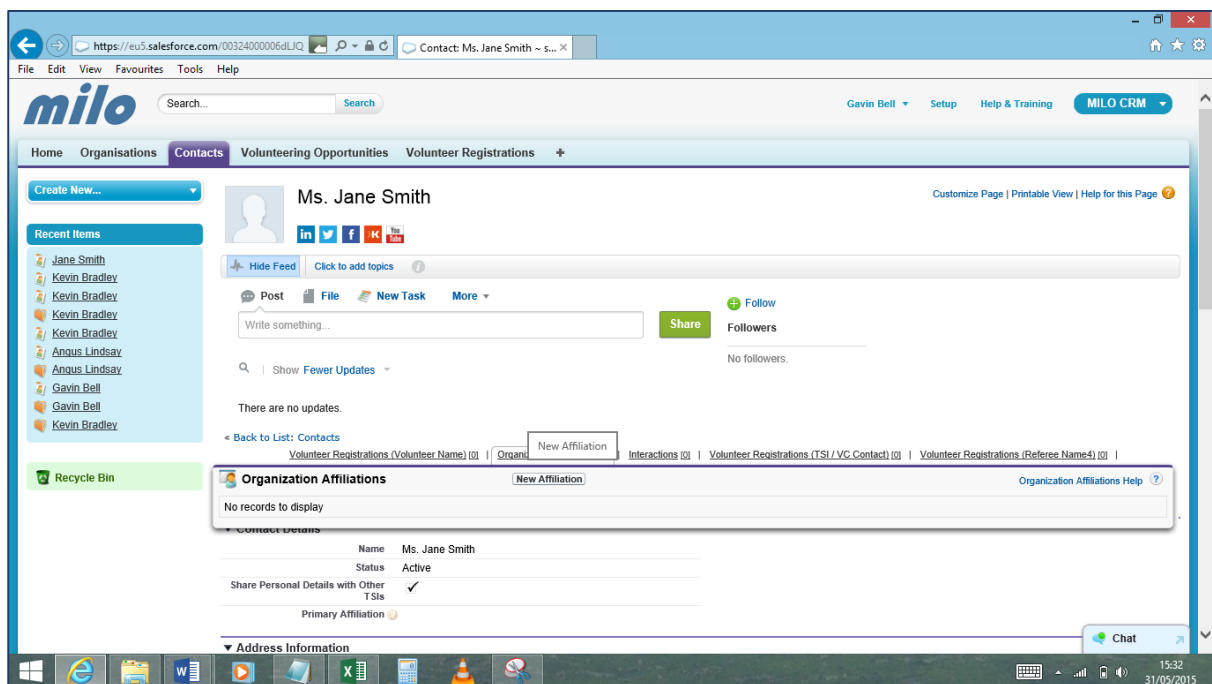 https://eu5.salesforce.com/00324000006dLJQ
Contact: Ms. Jane Smith ~ s...
File Edit View Favourites Tools Help
milo
Search...
Search
Gavin Bell
Setup
Help & Training
MILO CRM
Home Organisations Contacts Volunteering Opportunities Volunteer Registrations +
Create New...
Recent Items
Jane Smith
Kevin Bradley
Kevin Bradley
Kevin Bradley
Kevin Bradley
Angus Lindsay
Angus Lindsay
Gavin Bell
Gavin Bell
Kevin Bradley
Recycle Bin
Ms. Jane Smith
Customize Page | Printable View | Help for this Page
in f K You Tube
Hide Feed Click to add topics
Post File New Task More
Write something...
Share
Follow
Followers
No followers.
Show Fewer Updates
There are no updates.
« Back to List: Contacts
New Affiliation
Volunteer Registrations (Volunteer Name) [0] | Interactions [0] | Volunteer Registrations (TSI / VC Contact) [0] | Volunteer Registrations (Referee Name4) [0] |
Organization Affiliations
New Affiliation
Organization Affiliations Help ?
No records to display
Contact Details
Name Ms. Jane Smith
Status Active
Share Personal Details with Other TSIs ✓
Primary Affiliation
Address Information
Chat
15:32
31/05/2015